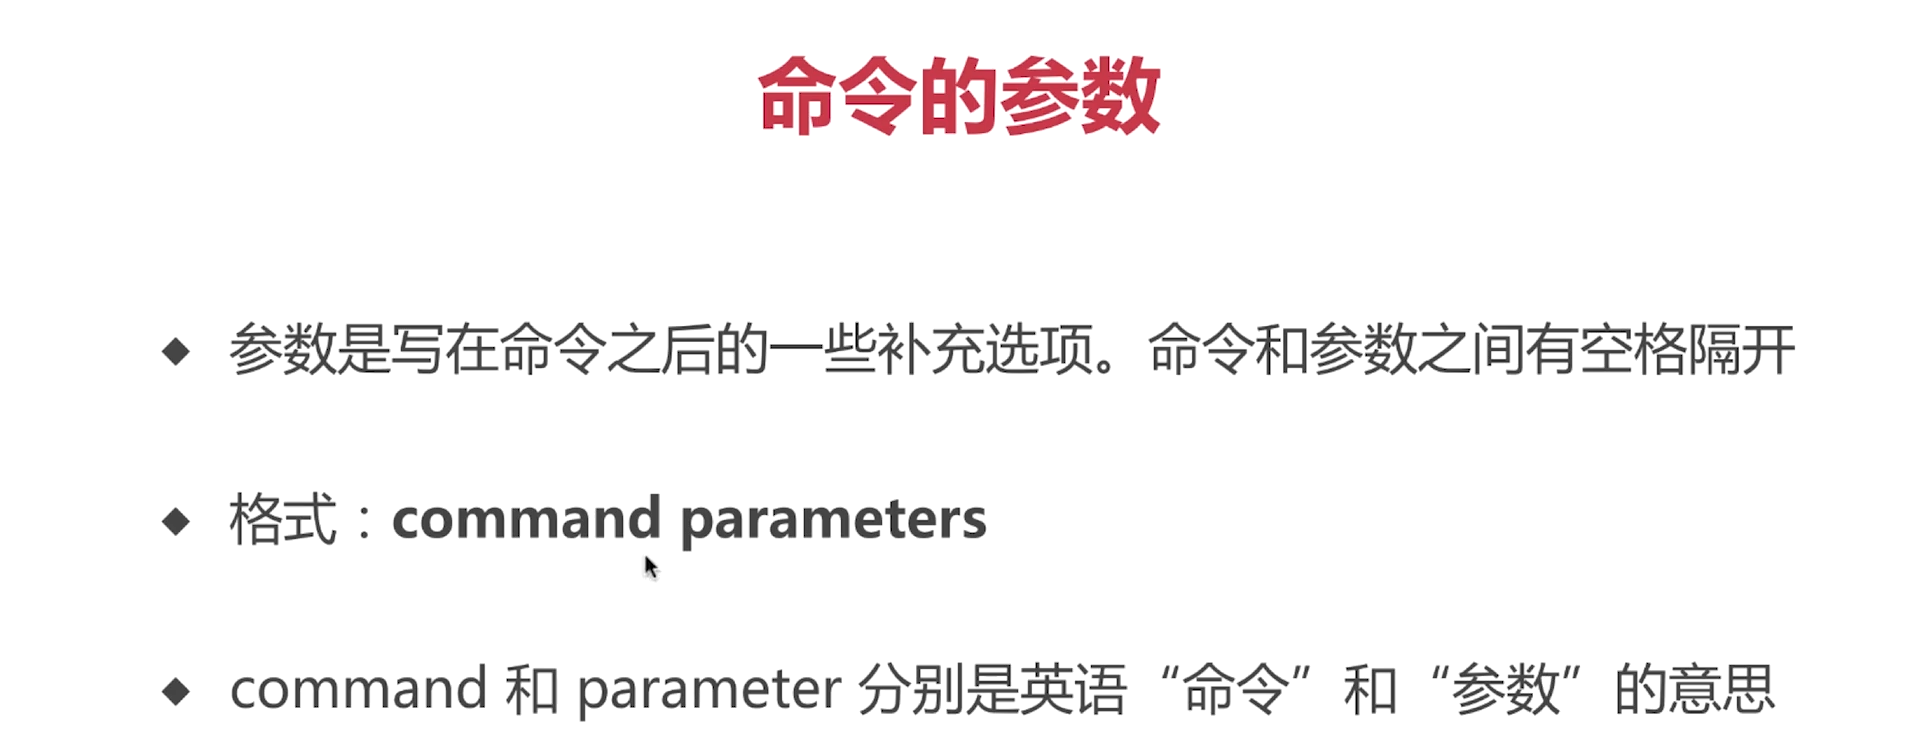 命令的参数
◆ 参数是写在命令之后的一些补充选项。命令和参数之间有空格隔开
◆ 格式：command parameters
◆ command 和 parameter 分别是英语“命令”和“参数”的意思